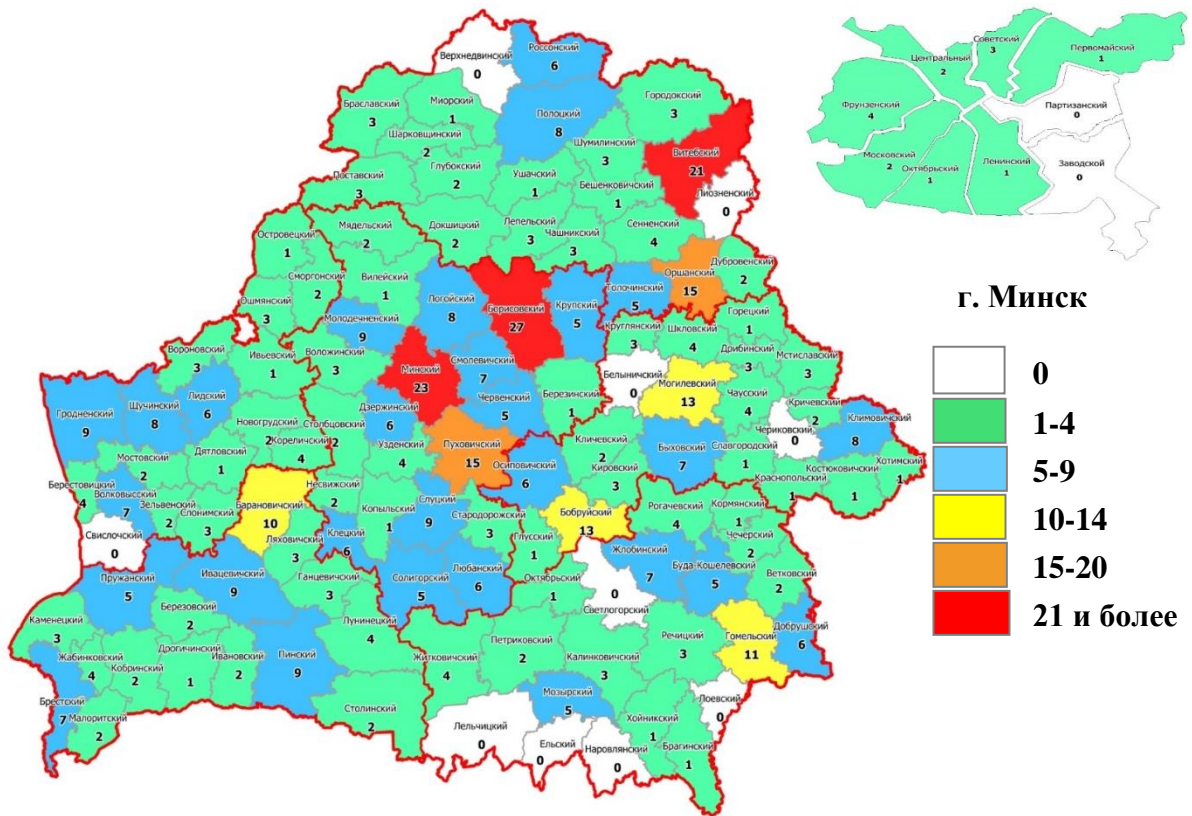 Верхнедвинский
0
Россонский
6
Браславский
3
Миорский
1
Полоцкий
8
Городокский
3
Шарковщинский
2
Шумилинский
3
Витебский
21
Глубокский
2
Ушачский
1
Бешенковичский
1
Лиозненский
0
Поставский
3
Докшицкий
2
Лепельский
3
Чашникский
3
Сенненский
4
Островецкий
1
Мядельский
2
Сморгонский
2
Вилейский
1
Ошмянский
3
Логойский
8
Борисовский
27
Крупский
5
Толочинский
5
Оршанский
15
Дубровенский
2
Молодечненский
9
Горецкий
1
Круглянский
3
Шкловский
4
Дрибинский
3
Мстиславский
3
Вороновский
3
Ивьевский
1
Воложинский
3
Минский
23
Смолевичский
7
Червенский
5
Березинский
1
Белыничский
0
Могилевский
13
Чаусский
4
Кричевский
2
Чериковский
0
Климовичский
8
Гродненский
9
Щучинский
8
Лидский
6
Дзержинский
6
Новогрудский
2
Столбцовский
2
Кореличский
4
Узденский
4
Пуховичский
15
Осиповичский
6
Кличевский
2
Быховский
7
Славгородский
1
Краснопольский
1
Костюковичский
1
Хотимский
1
Кировский
3
Мостовский
2
Дятловский
1
Берестовицкий
4
Волковысский
7
Зельвенский
2
Слонимский
3
Барановичский
10
Несвижский
2
Копыльский
1
Слуцкий
9
Стародорожский
3
Бобруйский
13
Глусский
1
Рогачевский
4
Кормянский
1
Чечерский
2
Свислочский
0
Ляховичский
3
Клецкий
6
Солигорский
5
Любанский
6
Октябрьский
1
Светлогорский
0
Жлобинский
7
Буда-Кошелевский
5
Ветковский
2
Пружанский
5
Ивацевичский
9
Ганцевичский
3
Каменецкий
3
Березовский
2
Лунинецкий
4
Житковичский
4
Петриковский
2
Калинковичский
3
Речицкий
3
Гомельский
11
Добрушский
6
Жабинковский
4
Кобринский
2
Дрогичинский
1
Ивановский
2
Пинский
9
Брестский
7
Малоритский
2
Столинский
2
Лельчицкий
0
Мозырский
5
Ельский
0
Наровлянский
0
Хойникский
1
Брагинский
1
Лоевский
0
Советский
3
Первомайский
1
Центральный
2
Фрунзенский
4
Партизанский
0
Московский
2
Октябрьский
1
Ленинский
1
Заводской
0
г. Минск
0
1-4
5-9
10-14
15-20
21 и более